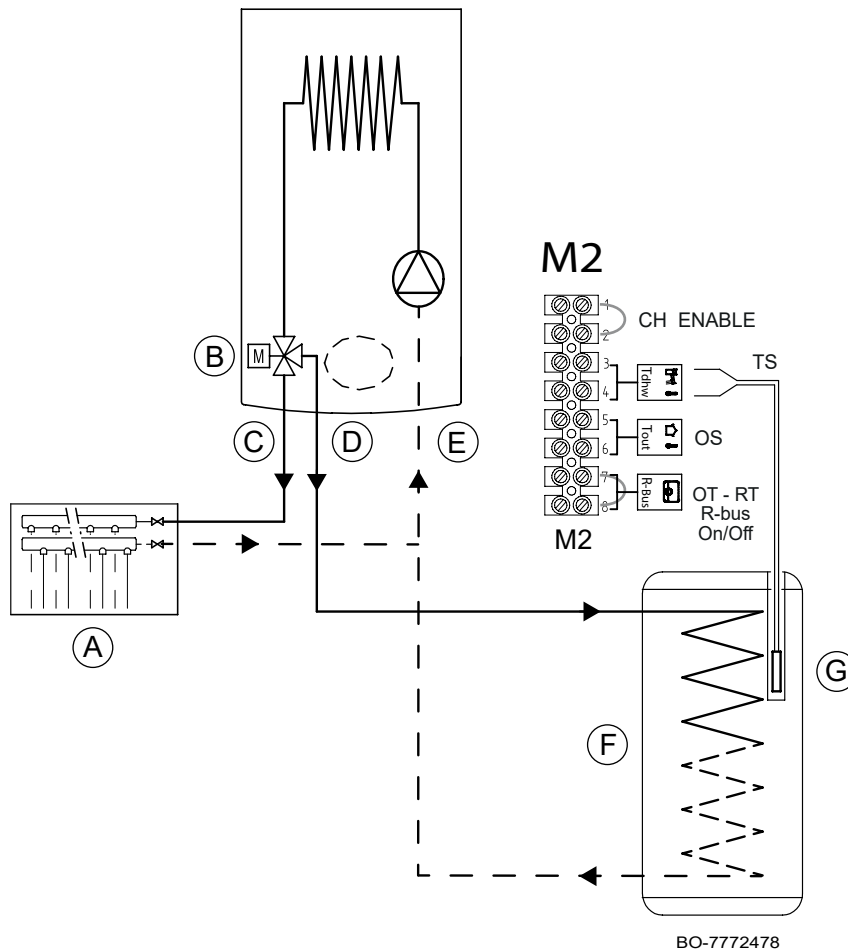 M2
1
CH ENABLE
2
3
Tdhw
4
TS
5
Tout
6
OS
7
R-Bus
8
OT - RT
R-bus
On/Off
M2
B
M
C
D
E
A
F
G
BO-7772478